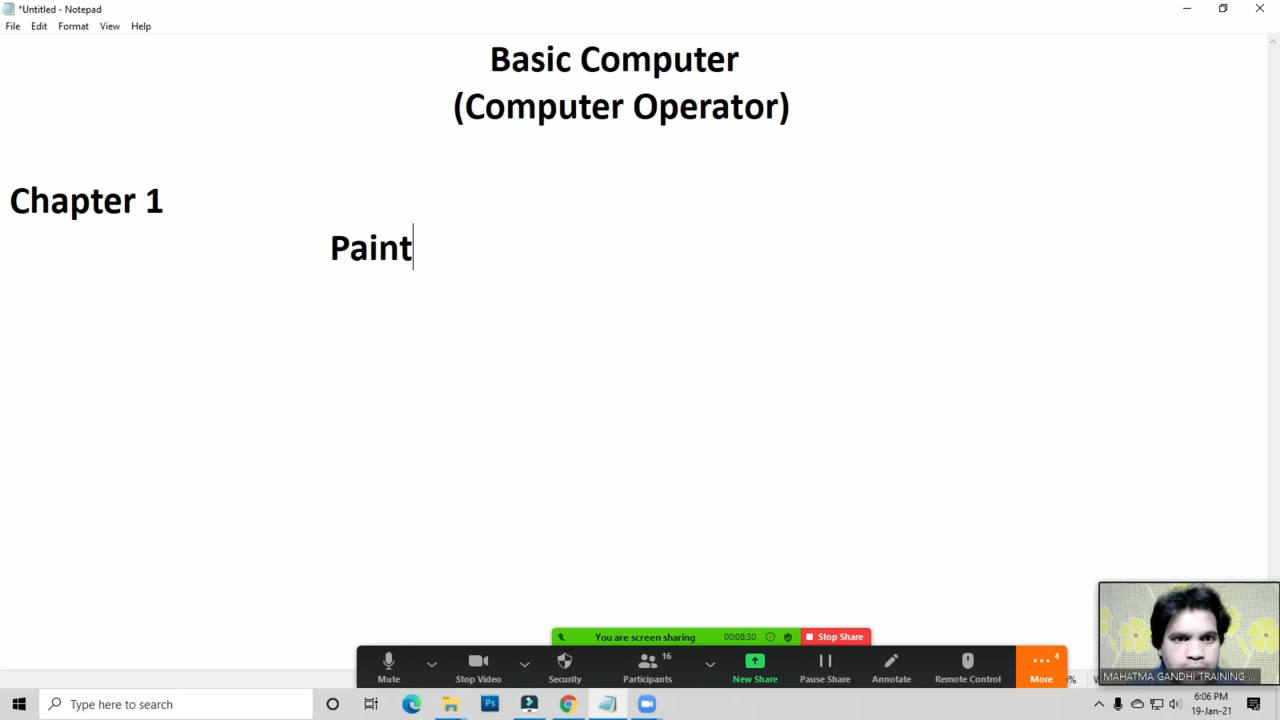 *Untitled - Notepad
File Edit Format View Help
Basic Computer
(Computer Operator)
Chapter 1
Paint
You are screen sharing 00:08:30 Stop Share
16
4
Mute Stop Video Security Participants New Share Pause Share Annotate Remote Control More
MAHATMA GANDHI TRAINING ...
Type here to search
Ps
6:06 PM
19-Jan-21